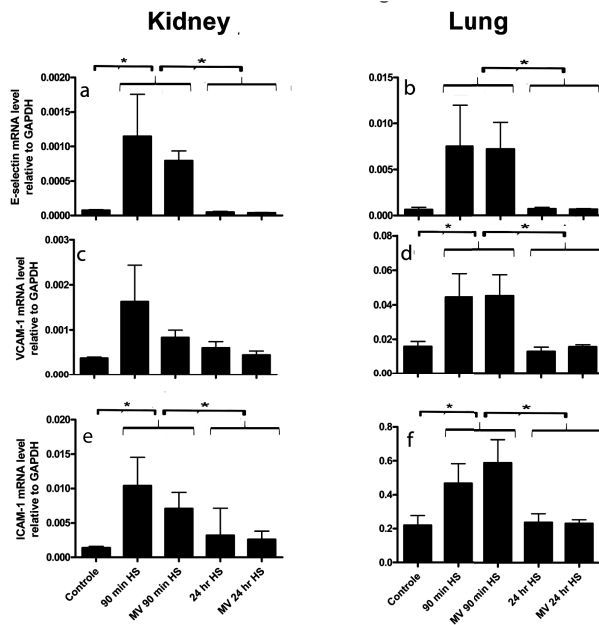 Kidney
Lung
*
*
*
a
b
E-selectin mRNA level
relative to GAPDH
0.0020
0.0015
0.0010
0.0005
0.0000
0.015
0.010
0.005
0.000
*
*
c
d
VCAM-1 mRNA level
relative to GAPDH
0.003
0.002
0.001
0.000
0.08
0.06
0.04
0.02
0.00
*
*
*
*
e
f
ICAM-1 mRNA level
relative to GAPDH
0.020
0.015
0.010
0.005
0.000
0.8
0.6
0.4
0.2
0.0
Controle
90 min HS
MV 90 min HS
24 hr HS
MV 24 hr HS
Controle
90 min HS
MV 90 min HS
24 hr HS
MV 24 hr HS